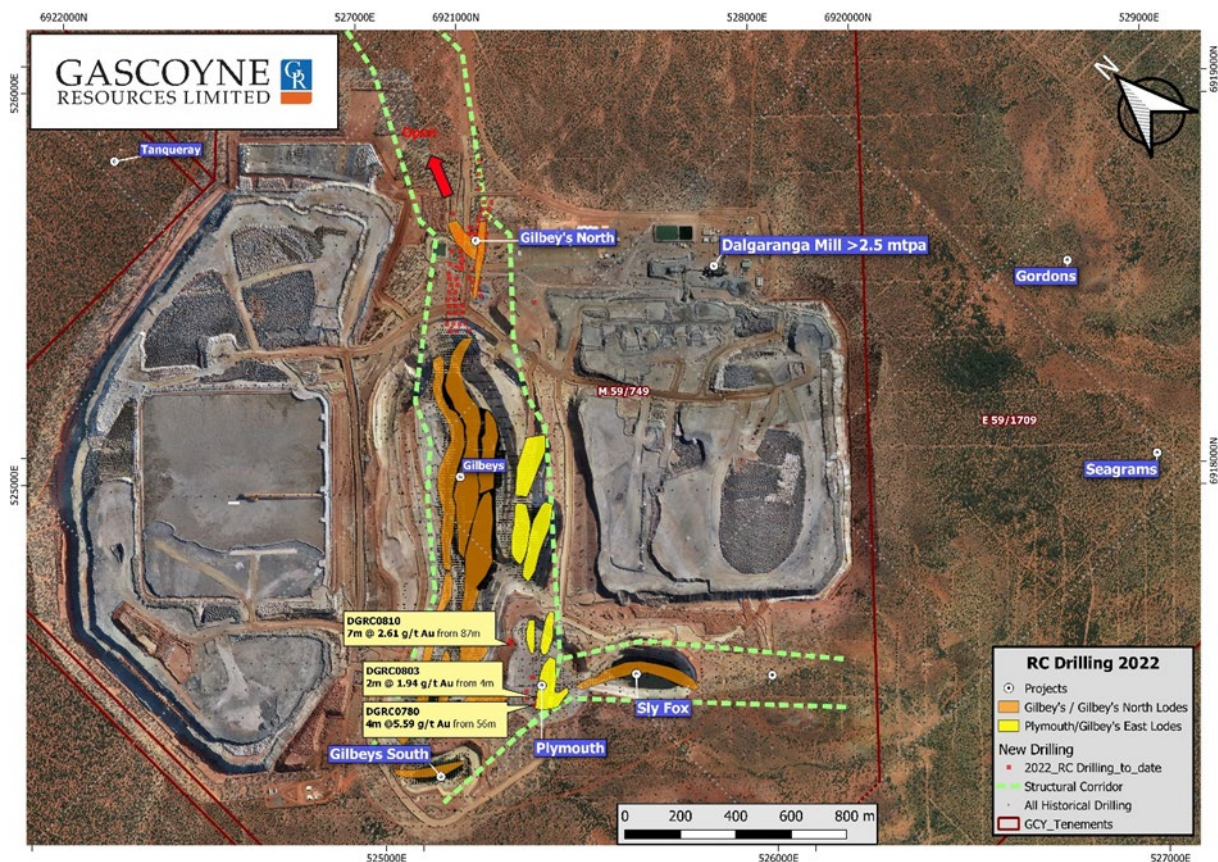 6922000N
527000E
6921000N
528000E
6920000N
529000E
GASCOYNE
RESOURCES LIMITED
GR
N
526000E
6919000N
Tanqueray
Open
Gilbey's North
Dalgaranga Mill >2.5 mtpa
Gordons
M 59/749
E 59/1709
Gilbeys
Seagrams
525000E
6918000N
DGRC0810
7m @ 2.61 g/t Au from 87m
DGRC0803
2m @ 1.94 g/t Au from 4m
DGRC0780
4m @5.59 g/t Au from 56m
Sly Fox
Plymouth
Gilbeys South
RC Drilling 2022
Projects
Gilbey's / Gilbey's North Lodes
Plymouth/Gilbey's East Lodes
New Drilling
2022_RC Drilling_to_date
Structural Corridor
All Historical Drilling
GCY_Tenements
0 200 400 600 800 m
525000E
526000E
527000E